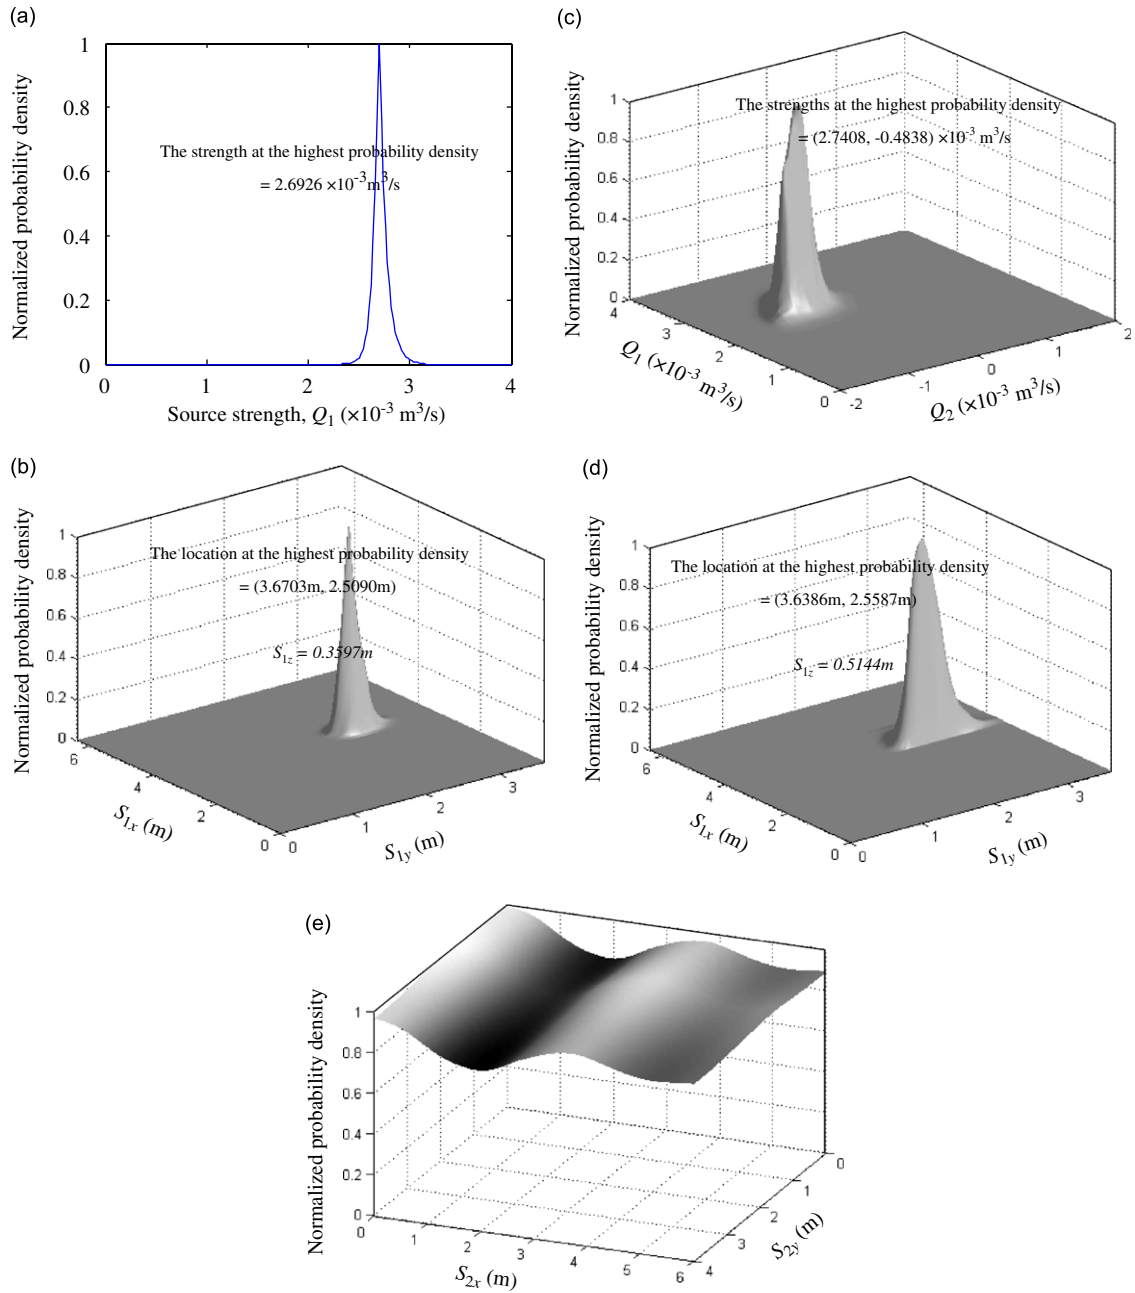 (a)
Normalized probability density
1
0.8
0.6
0.4
0.2
0
The strength at the highest probability density
= 2.6926 ×10-3m3/s
0 1 2 3 4
Source strength, Q1 (×10-3 m3/s)
(c)
Normalized probability density
1
0.8
0.6
0.4
0.2
0
The strengths at the highest probability density
= (2.7408, -0.4838) ×10-3 m3/s
4 3 2 1 0
Q1 (×10-3 m3/s)
-2 -1 0 1 2
Q2 (×10-3 m3/s)
(b)
Normalized probability density
1
0.8
0.6
0.4
0.2
0
The location at the highest probability density
= (3.6703m, 2.5090m)
S1z = 0.3597m
6 4 2 0
S1x (m)
0 1 2 3
S1y (m)
(d)
Normalized probability density
1
0.8
0.6
0.4
0.2
0
The location at the highest probability density
= (3.6386m, 2.5587m)
S1z = 0.5144m
6 4 2 0
S1x (m)
0 1 2 3
S1y (m)
(e)
Normalized probability density
1
0.8
0.6
0.4
0.2
0
0 1 2 3 4 5 6
S2x (m)
4 3 2 1 0
S2y (m)